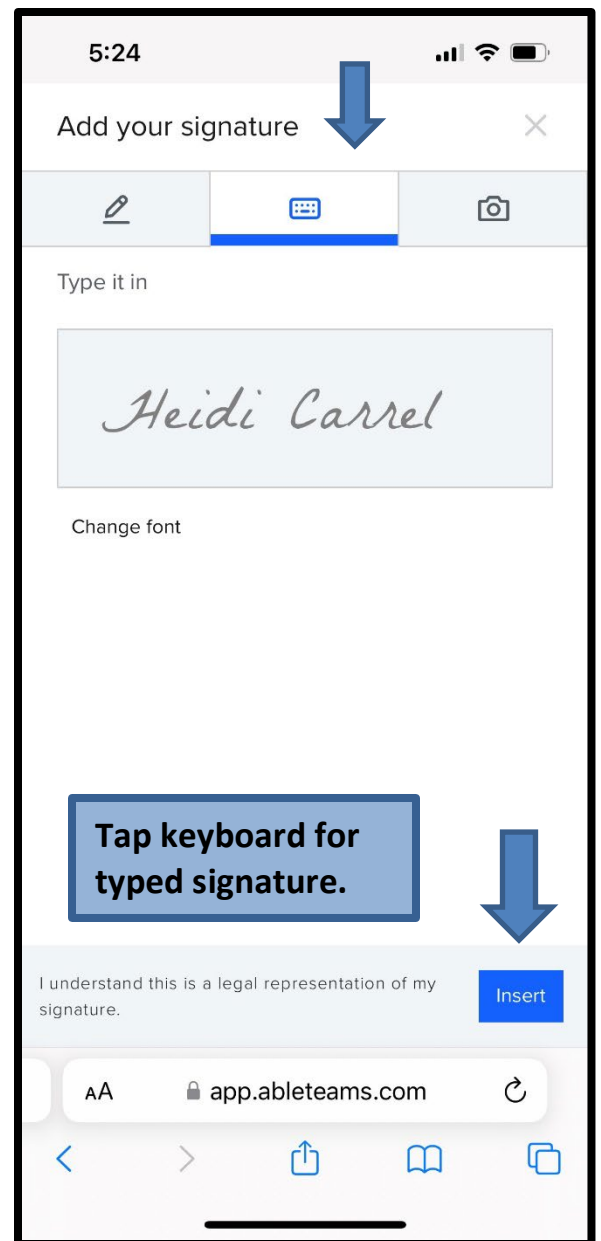 5:24
Add your signature
Type it in
Heidi Carrel
Change font
Tap keyboard for
typed signature.
I understand this is a legal representation of my
signature.
Insert
AA app.ableteams.com